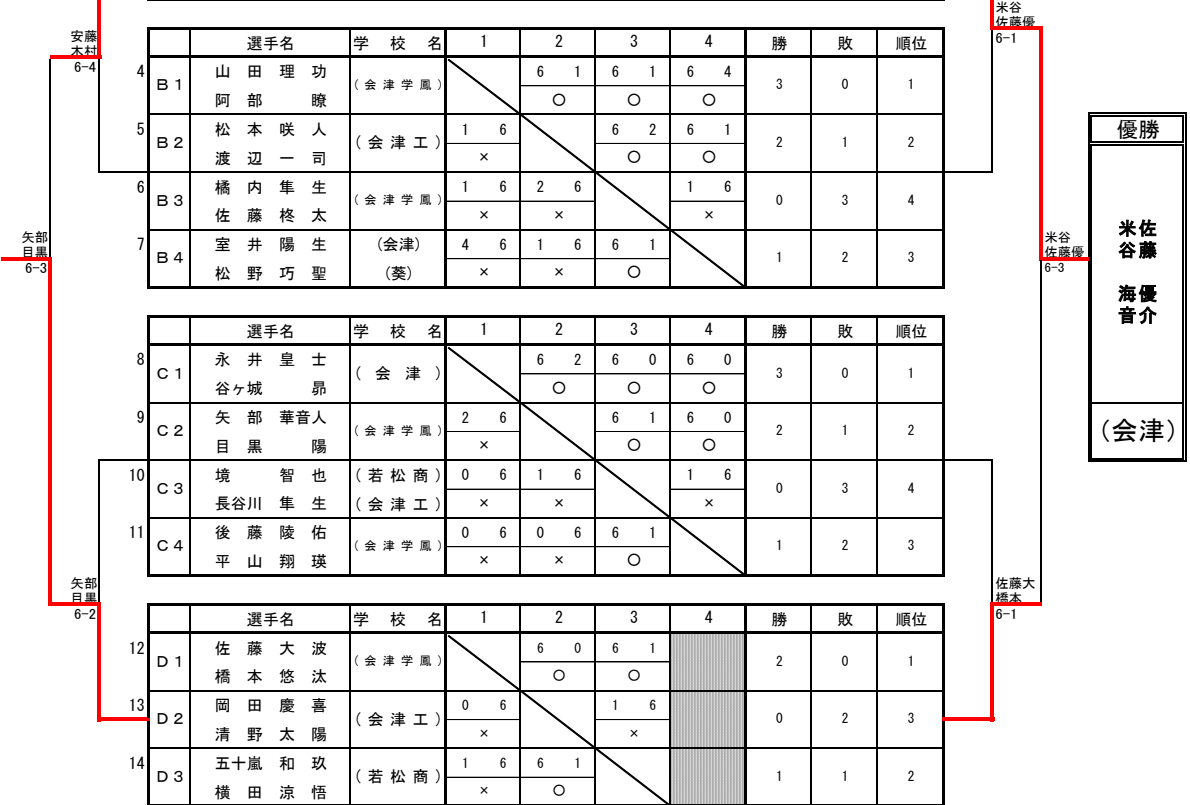 米谷
佐藤優
6-1
安藤
木村
6-4
選手名 学校名 1 2 3 4 勝 敗 順位
4 B1 山田理功 (会津学鳳) 6 1 6 1 6 4 3 0 1
阿部 瞭 ○ ○ ○
5 B2 松本咲人 (会津工) 1 6 6 2 6 1 2 1 2
渡辺一司 × ○ ○
6 B3 橘内隼生 (会津学鳳) 1 6 2 6 1 6 0 3 4
佐藤柊太 × × ×
7 B4 室井陽生 (会津) 4 6 1 6 6 1 1 2 3
松野巧聖 (葵) × × ○
矢部
目黒
6-3
米谷
佐藤優
6-3
優勝
米谷 海音
佐藤 優介
(会津)
選手名 学校名 1 2 3 4 勝 敗 順位
8 C1 永井皇士 (会津) 6 2 6 0 6 0 3 0 1
谷ヶ城 昴 ○ ○ ○
9 C2 矢部華音人 (会津学鳳) 2 6 6 1 6 0 2 1 2
目黒 陽 × ○ ○
10 C3 境 智也 (若松商) 0 6 1 6 1 6 0 3 4
長谷川隼生 (会津工) × × ×
11 C4 後藤陵佑 (会津学鳳) 0 6 0 6 6 1 1 2 3
平山翔瑛 × × ○
矢部
目黒
6-2
佐藤大
橋本
6-1
選手名 学校名 1 2 3 4 勝 敗 順位
12 D1 佐藤大波 (会津学鳳) 6 0 6 1 2 0 1
橋本悠汰 ○ ○
13 D2 岡田慶喜 (会津工) 0 6 1 6 0 2 3
清野太陽 × ×
14 D3 五十嵐和玖 (若松商) 1 6 6 1 1 1 2
横田涼悟 × ○